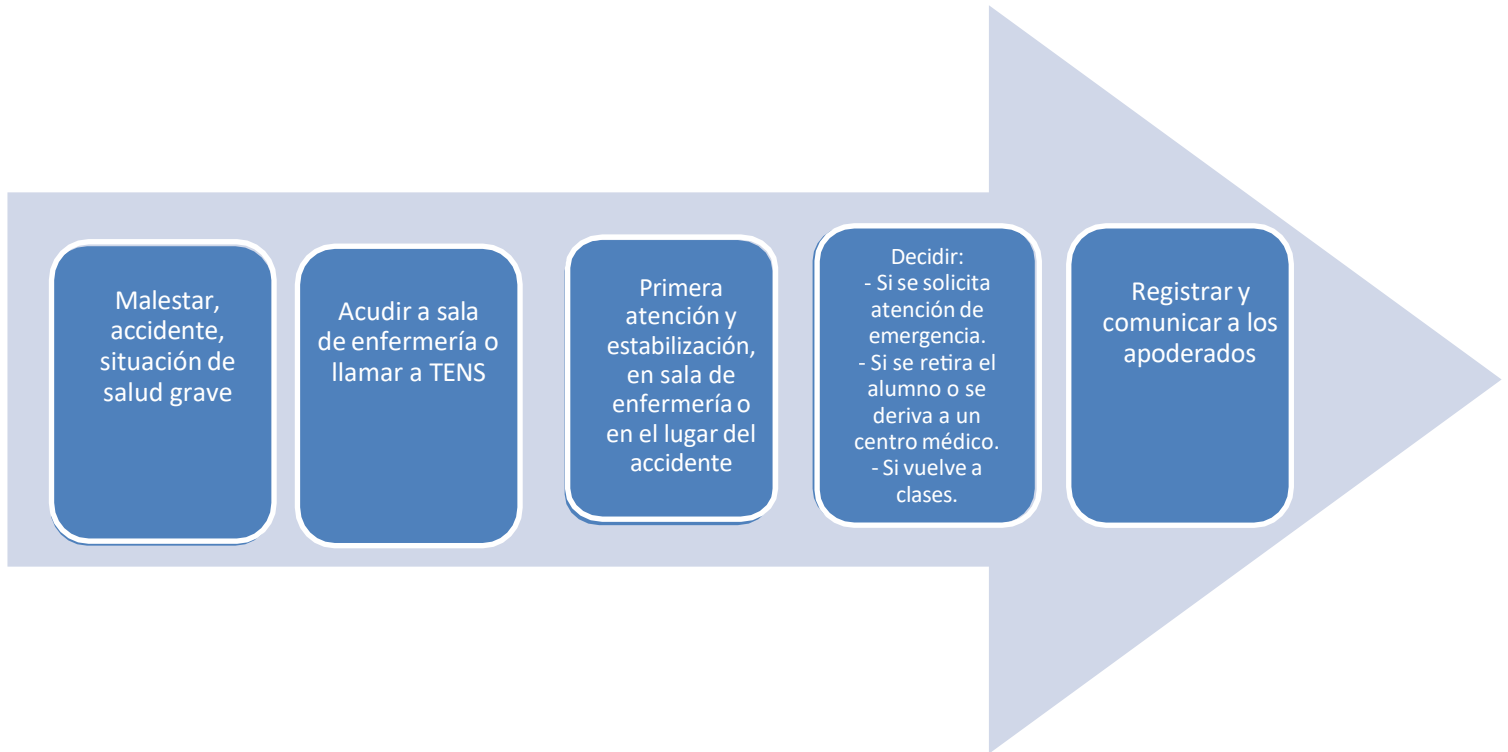 Malestar,
accidente,
situación de
salud grave
Acudir a sala
de enfermería o
llamar a TENS
Primera
atención y
estabilización,
en sala de
enfermería o
en el lugar del
accidente
Decidir:
- Si se solicita
atención de
emergencia.
- Si se retira el
alumno o se
deriva a un
centro médico.
- Si vuelve a
clases.
Registrar y
comunicar a los
apoderados